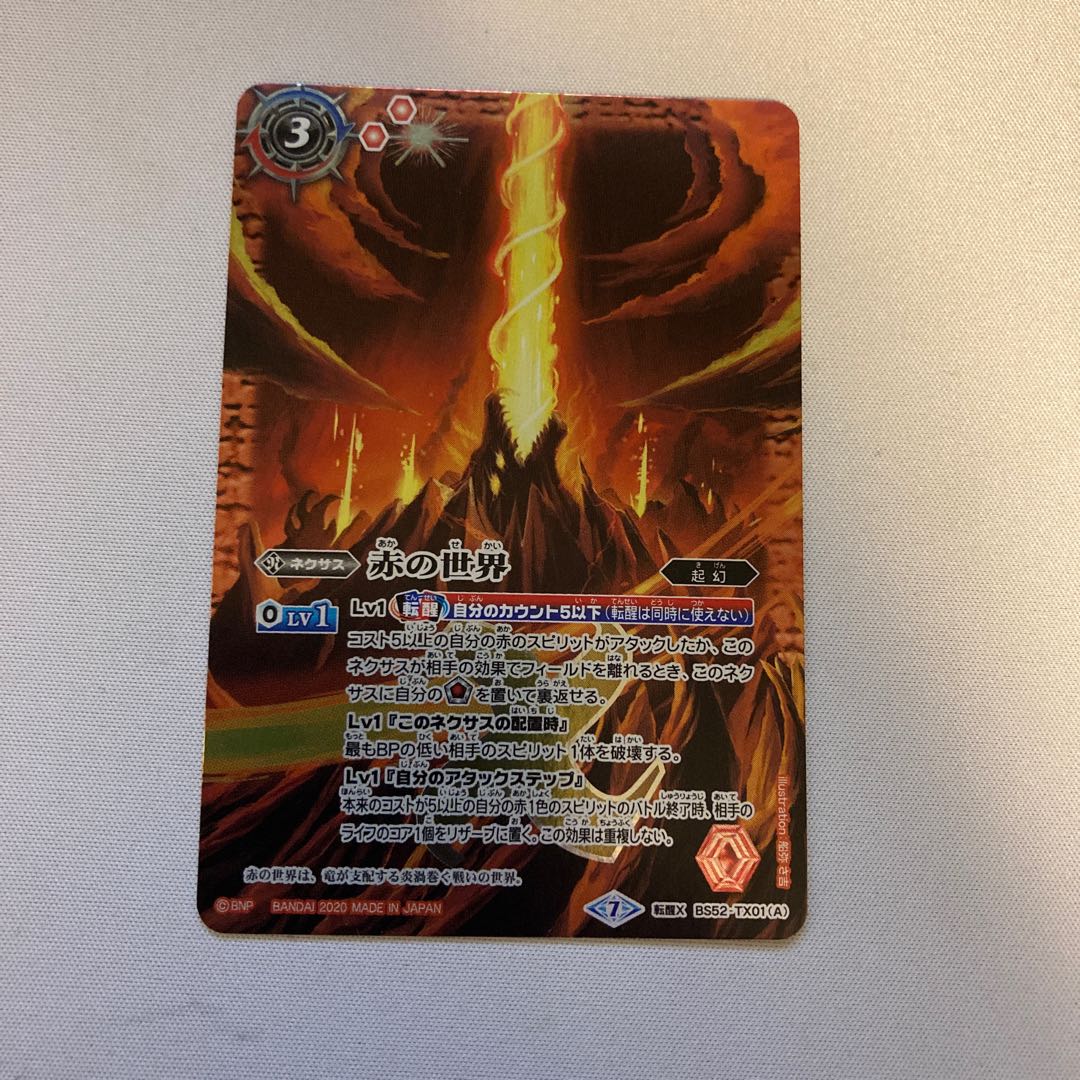 3
ネクサス 赤の世界 起幻
0 LV1
Lv1 転醒 自分のカウント5以下(転醒は同時に使えない)
コスト5以上の自分の赤のスピリットがアタックしたか、この
ネクサスが相手の効果でフィールドを離れるとき、このネク
サスに自分の を置いて裏返せる。
Lv1『このネクサスの配置時』
最もBPの低い相手のスピリット1体を破壊する。
Lv1『自分のアタックステップ』
本来のコストが5以上の自分の赤1色のスピリットのバトル終了時、相手の
ライフのコア1個をリザーブに置く。この効果は重複しない。
赤の世界は、竜が支配する炎渦巻く戦いの世界。
illustration:船弥さ吉
©BNP BANDAI 2020 MADE IN JAPAN
7 転醒X BS52-TX01(A)